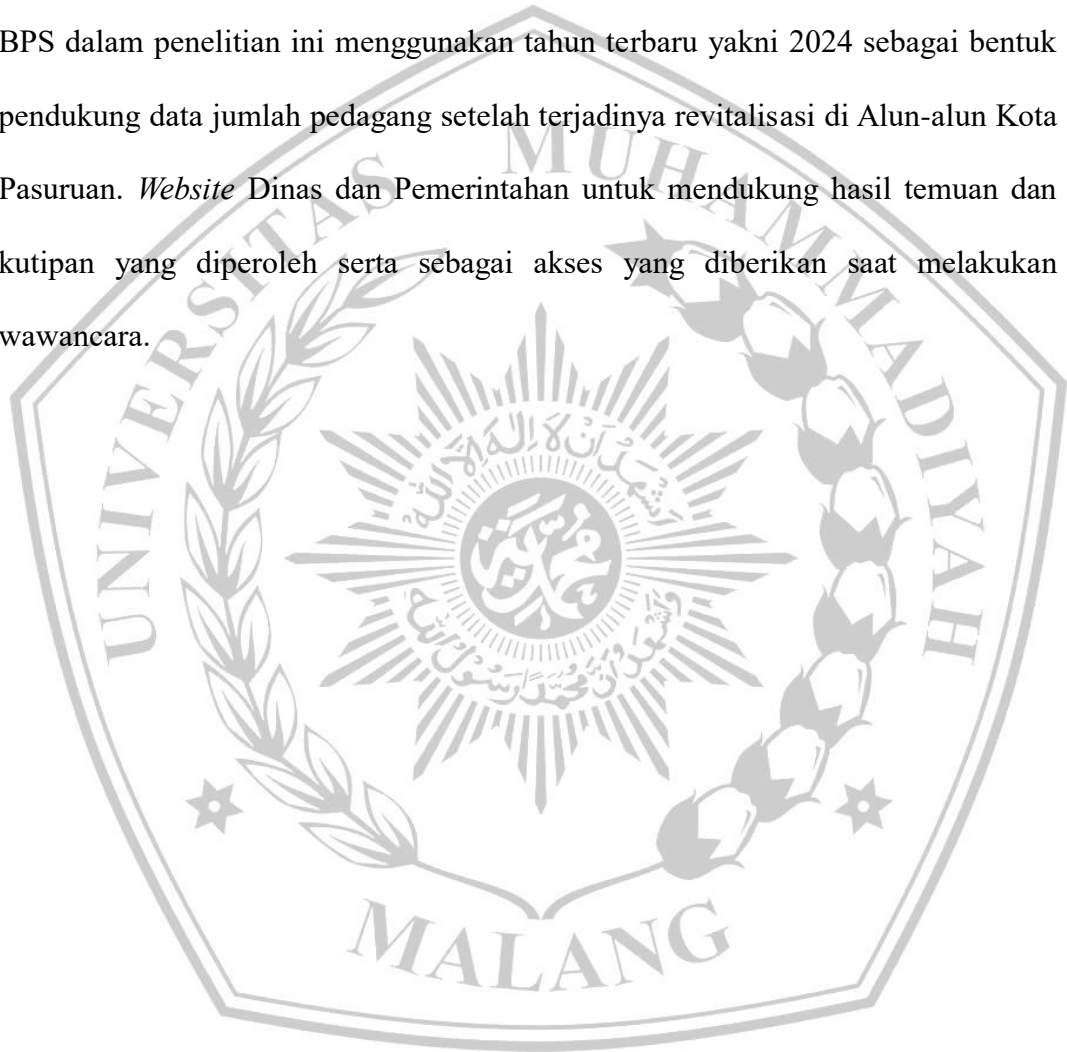 BPS dalam penelitian ini menggunakan tahun terbaru yakni 2024 sebagai bentuk
pendukung data jumlah pedagang setelah terjadinya revitalisasi di Alun-alun Kota
Pasuruan. Website Dinas dan Pemerintahan untuk mendukung hasil temuan dan
kutipan yang diperoleh serta sebagai akses yang diberikan saat melakukan
wawancara.
UNIVERSITAS MUHAMMADIYAH
MALANG